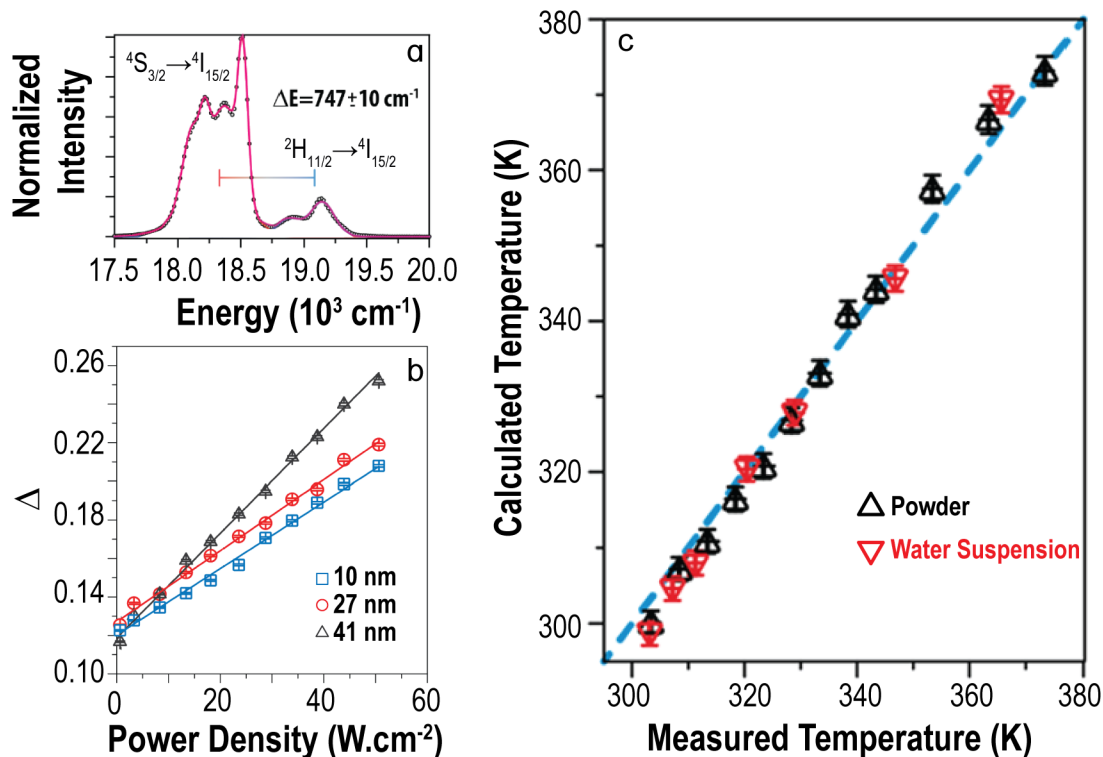 a
⁴S₃/₂→⁴I₁₅/₂
ΔE=747±10 cm⁻¹
²H₁₁/₂→⁴I₁₅/₂
Normalized
Intensity
17.5 18.0 18.5 19.0 19.5 20.0
Energy (10³ cm⁻¹)
b
0.26
0.22
0.18
0.14
0.10
Δ
10 nm
27 nm
41 nm
0 20 40 60
Power Density (W.cm⁻²)
c
380
360
340
320
300
Calculated Temperature (K)
Powder
Water Suspension
300 320 340 360 380
Measured Temperature (K)